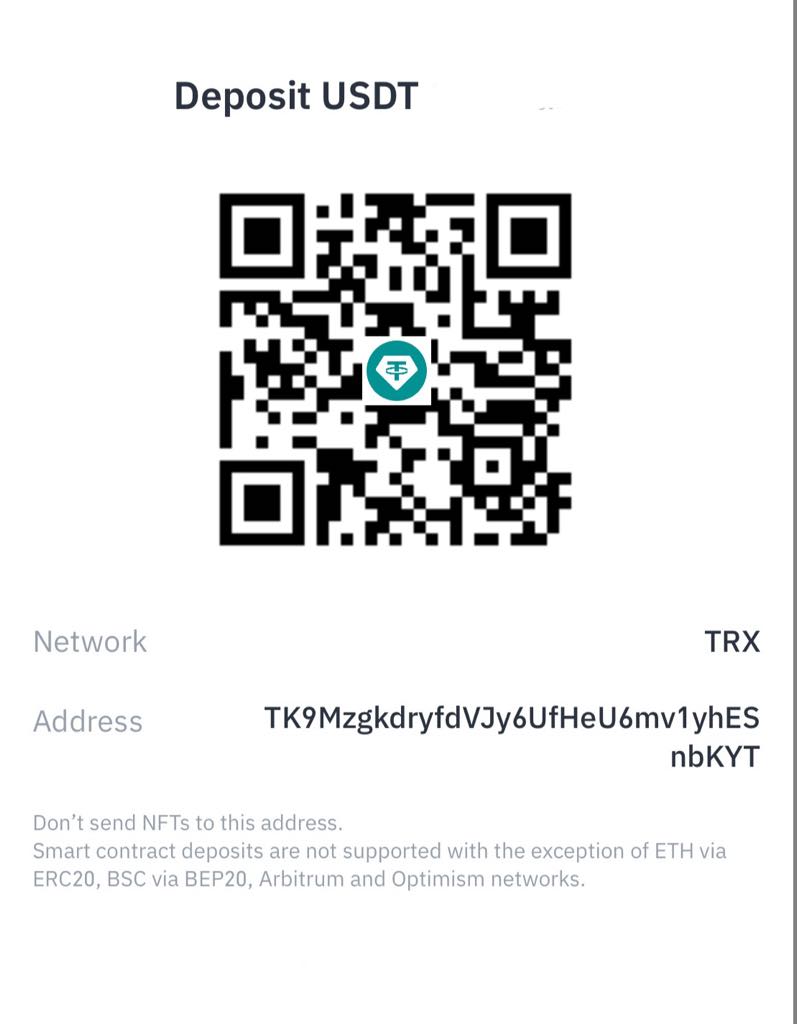 Deposit USDT
Network
TRX
Address
TK9MzgkdryfdVJy6UfHeU6mv1yhES
nbKYT
Don’t send NFTs to this address.
Smart contract deposits are not supported with the exception of ETH via
ERC20, BSC via BEP20, Arbitrum and Optimism networks.